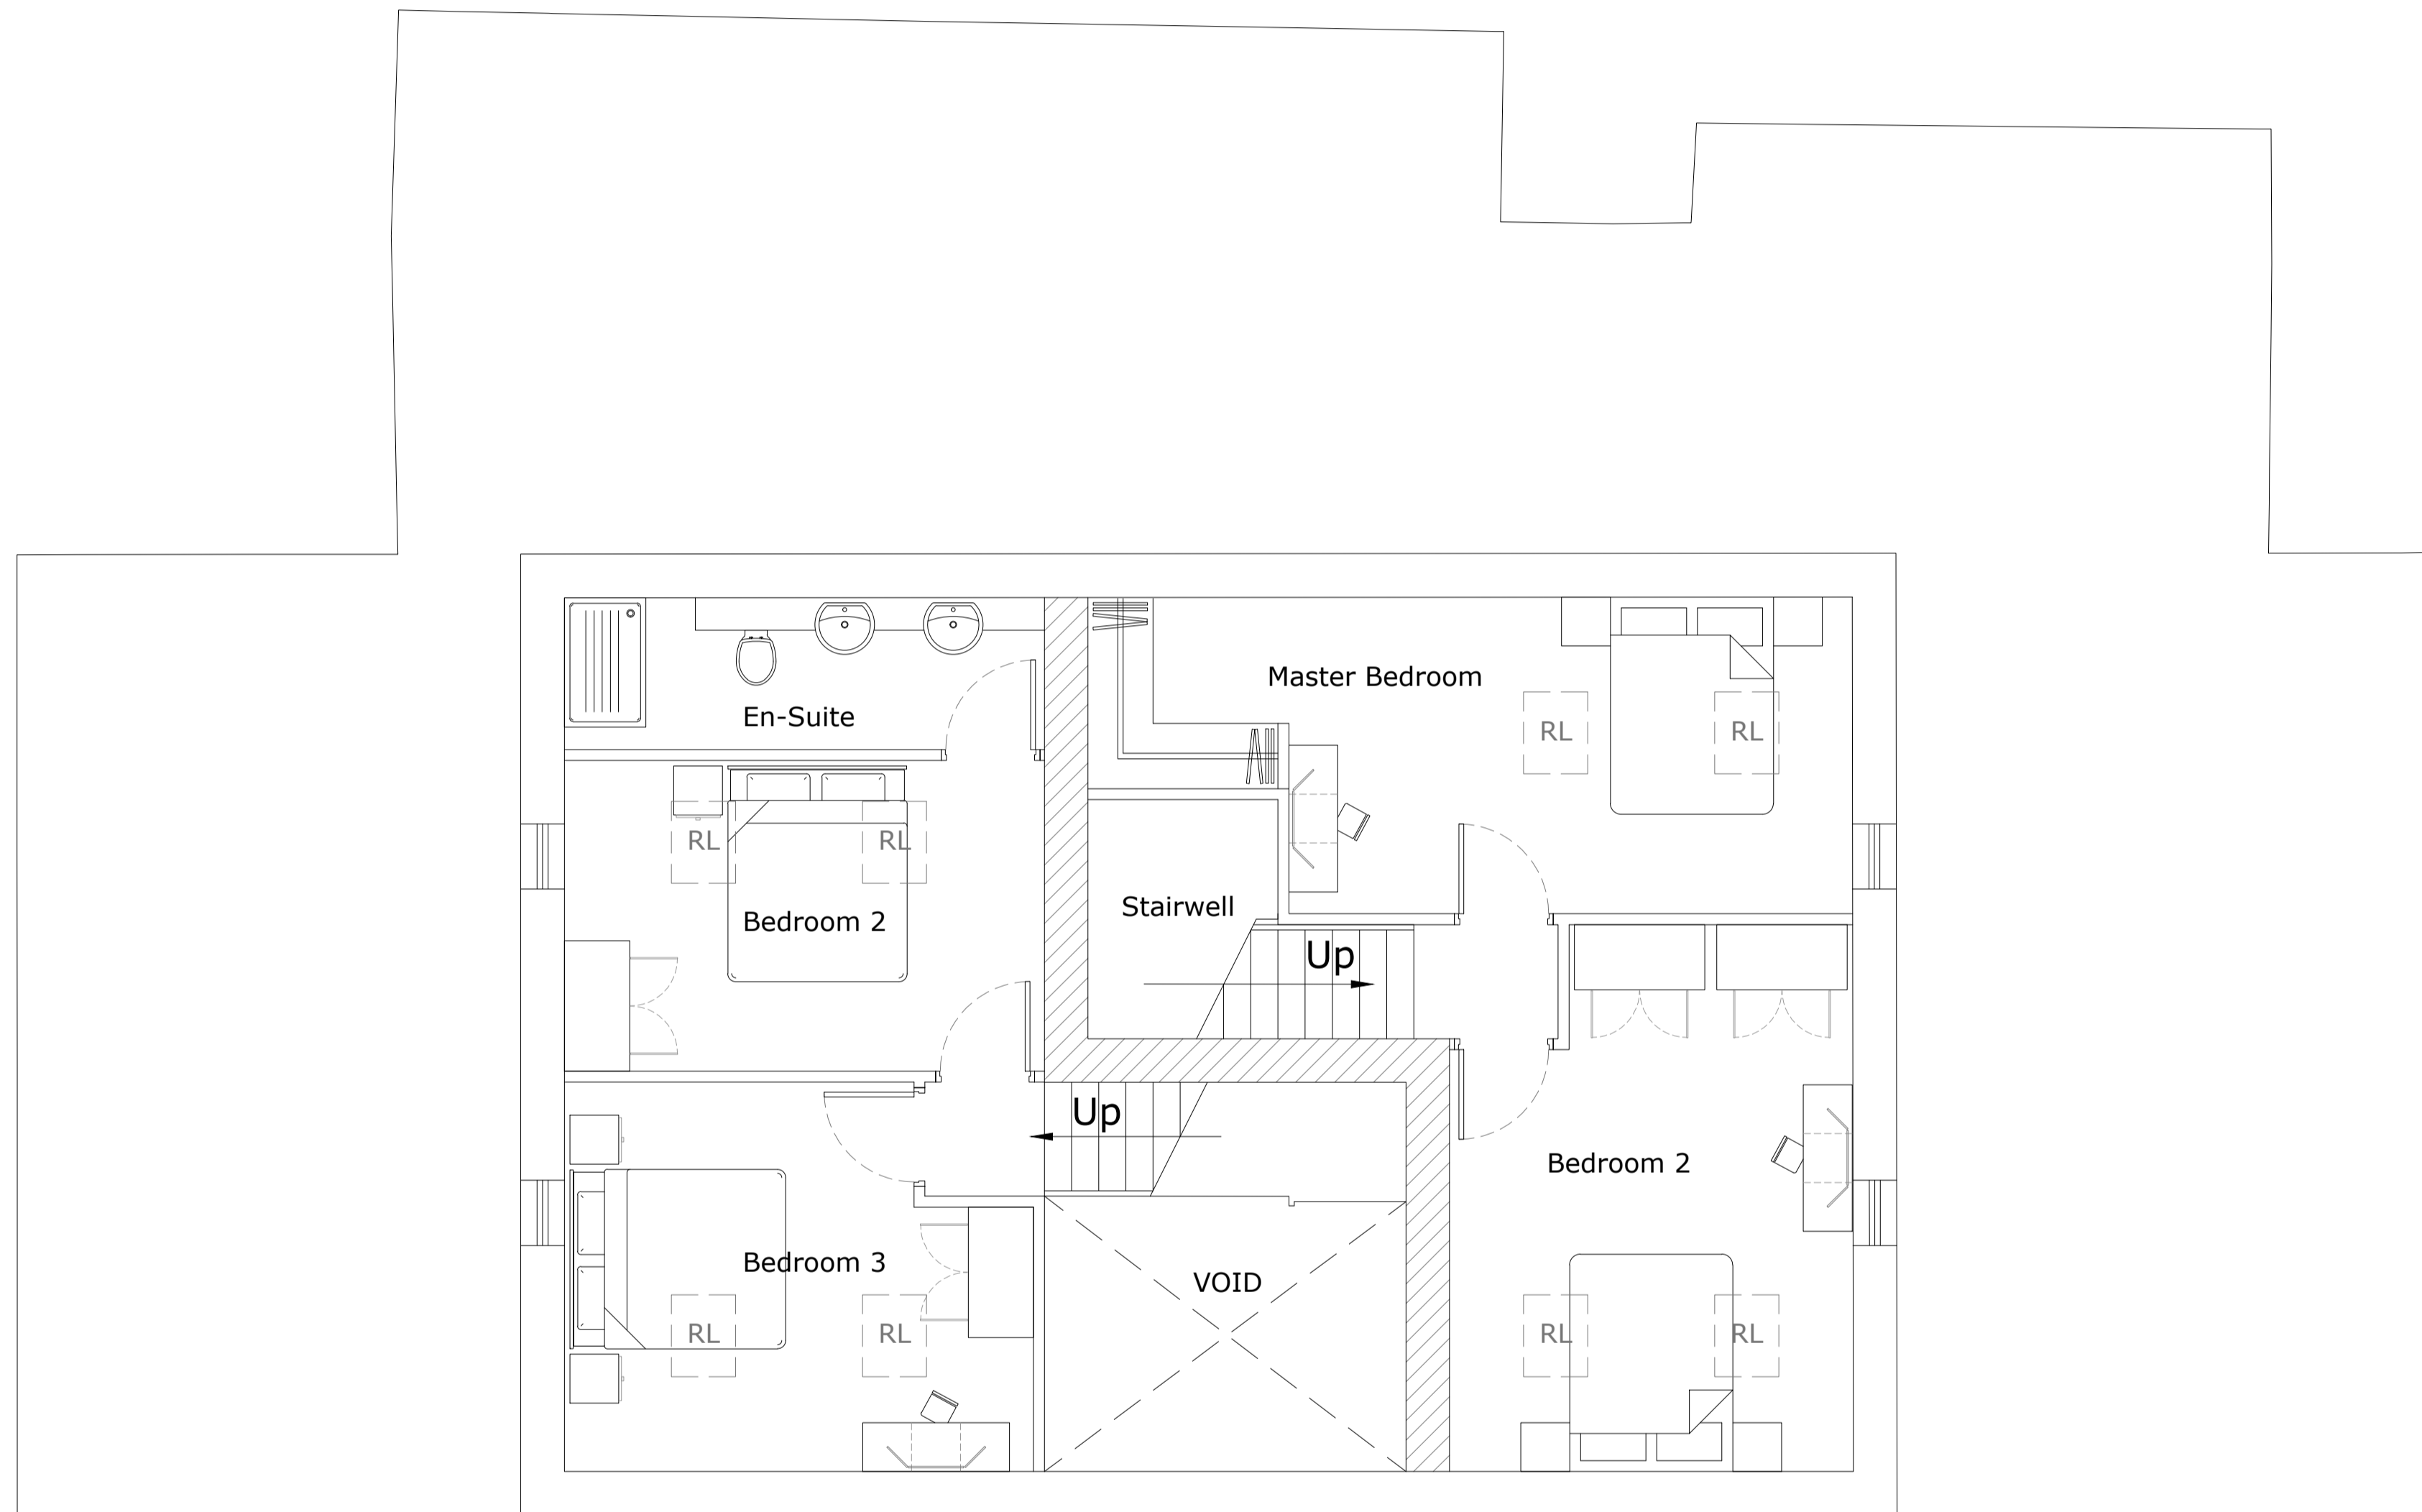 Master Bedroom
En-Suite
RL
RL
RL
RL
Stairwell
Bedroom 2
Up
Up
Bedroom 2
Bedroom 3
VOID
RL
RL
RL
RL